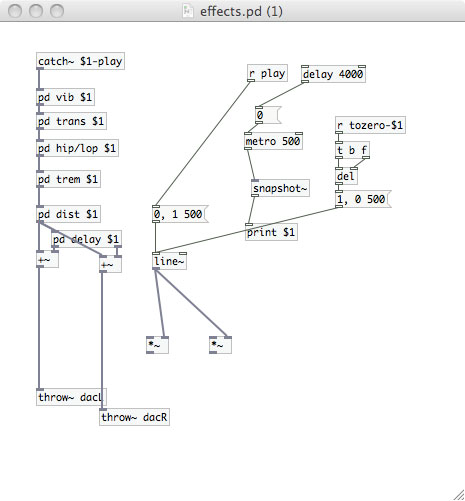 effects.pd (1)
catch~ $1-play
r play
delay 4000
pd vib $1
0
pd trans $1
r tozero-$1
metro 500
pd hip/lop $1
t b f
pd trem $1
del
snapshot~
1, 0 500
pd dist $1
0, 1 500
print $1
pd delay $1
+~
+~
line~
*~
*~
throw~ dacL
throw~ dacR